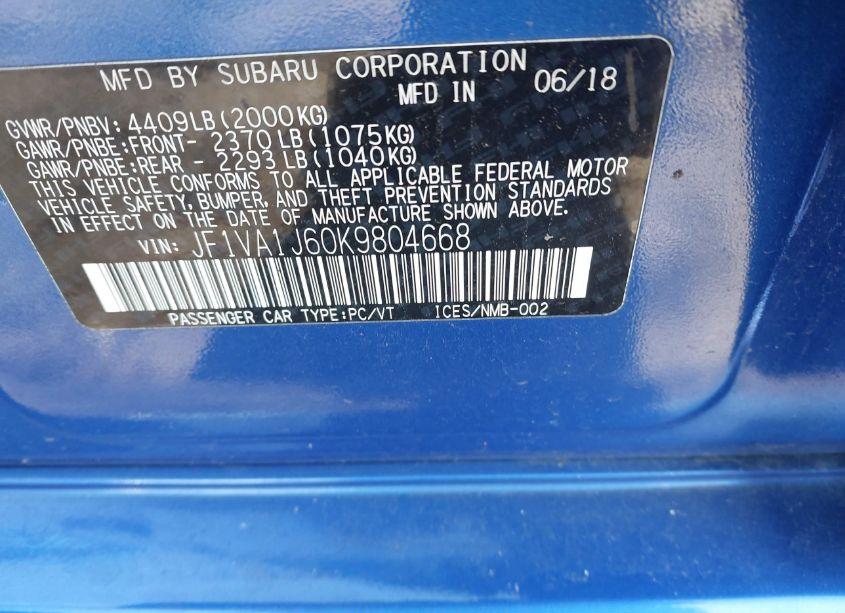 MFD BY SUBARU CORPORATION
MFD IN 06/18
GVWR/PNBV: 4409LB(2000KG)
GAWR/PNBE:FRONT- 2370LB(1075KG)
GAWR/PNBE:REAR - 2293LB(1040KG)
THIS VEHICLE CONFORMS TO ALL APPLICABLE FEDERAL MOTOR
VEHICLE SAFETY, BUMPER, AND THEFT PREVENTION STANDARDS
IN EFFECT ON THE DATE OF MANUFACTURE SHOWN ABOVE.
VIN: JF1VA1J60K9804668
PASSENGER CAR TYPE:PC/VT ICES/NMB-002